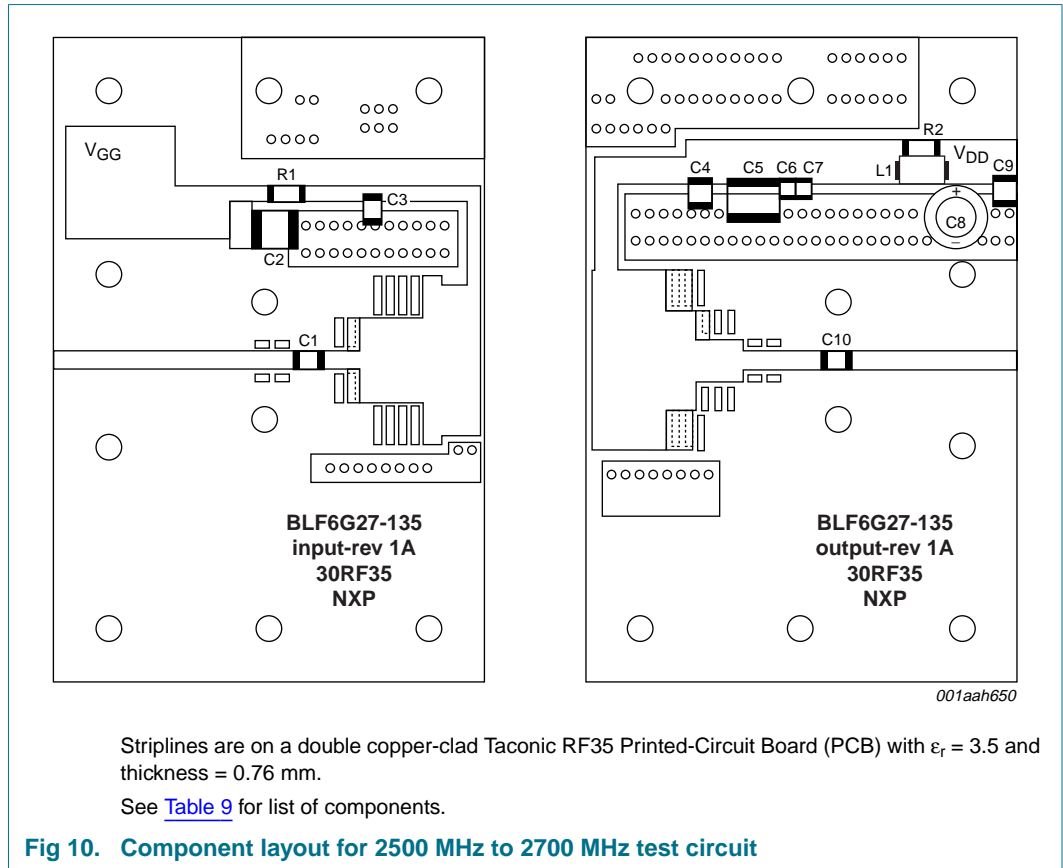 V_GG
R1
C3
C2
C1
BLF6G27-135
input-rev 1A
30RF35
NXP
R2
V_DD
C4
C5
C6
C7
L1
C9
+
C8
−
C10
BLF6G27-135
output-rev 1A
30RF35
NXP
001aah650
Striplines are on a double copper-clad Taconic RF35 Printed-Circuit Board (PCB) with ε_r = 3.5 and
thickness = 0.76 mm.
See Table 9 for list of components.
Fig 10. Component layout for 2500 MHz to 2700 MHz test circuit